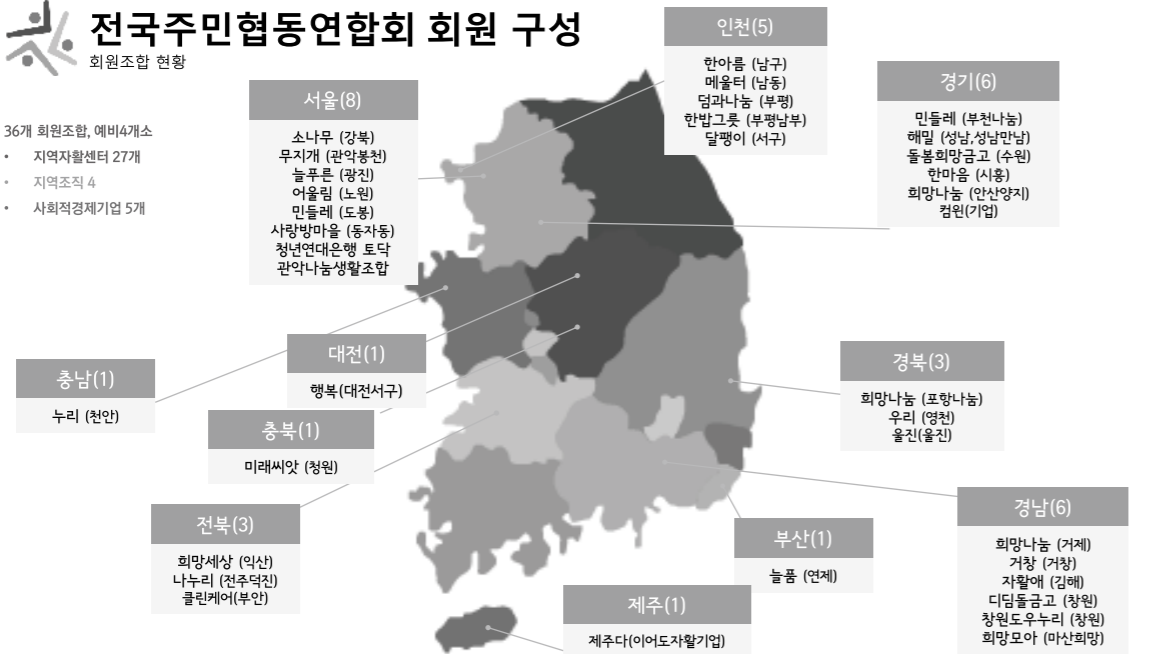 전국주민협동연합회 회원 구성
회원조합 현황
36개 회원조합, 예비4개소
• 지역자활센터 27개
• 지역조직 4
• 사회적경제기업 5개
서울(8)
소나무 (강북)
무지개 (관악봉천)
늘푸른 (광진)
어울림 (노원)
민들레 (도봉)
사랑방마을 (동자동)
청년연대은행 토닥
관악나눔생활조합
인천(5)
한아름 (남구)
메울터 (남동)
덤과나눔 (부평)
한밥그릇 (부평남부)
달팽이 (서구)
경기(6)
민들레 (부천나눔)
해밀 (성남,성남만남)
돌봄희망금고 (수원)
한마음 (시흥)
희망나눔 (안산양지)
컴윈(기업)
충남(1)
누리 (천안)
대전(1)
행복(대전서구)
충북(1)
미래씨앗 (청원)
전북(3)
희망세상 (익산)
나누리 (전주덕진)
클린케어(부안)
경북(3)
희망나눔 (포항나눔)
우리 (영천)
울진(울진)
경남(6)
희망나눔 (거제)
거창 (거창)
자활애 (김해)
디딤돌금고 (창원)
창원도우누리 (창원)
희망모아 (마산희망)
부산(1)
늘품 (연제)
제주(1)
제주다(이어도자활기업)